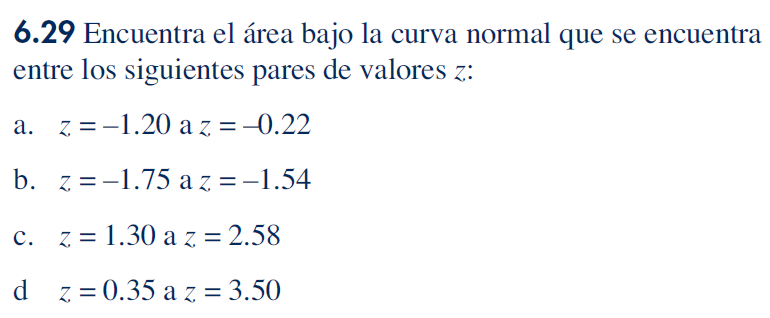 6.29 Encuentra el área bajo la curva normal que se encuentra
entre los siguientes pares de valores z:
a. z = –1.20 a z = –0.22
b. z = –1.75 a z = –1.54
c. z = 1.30 a z = 2.58
d z = 0.35 a z = 3.50